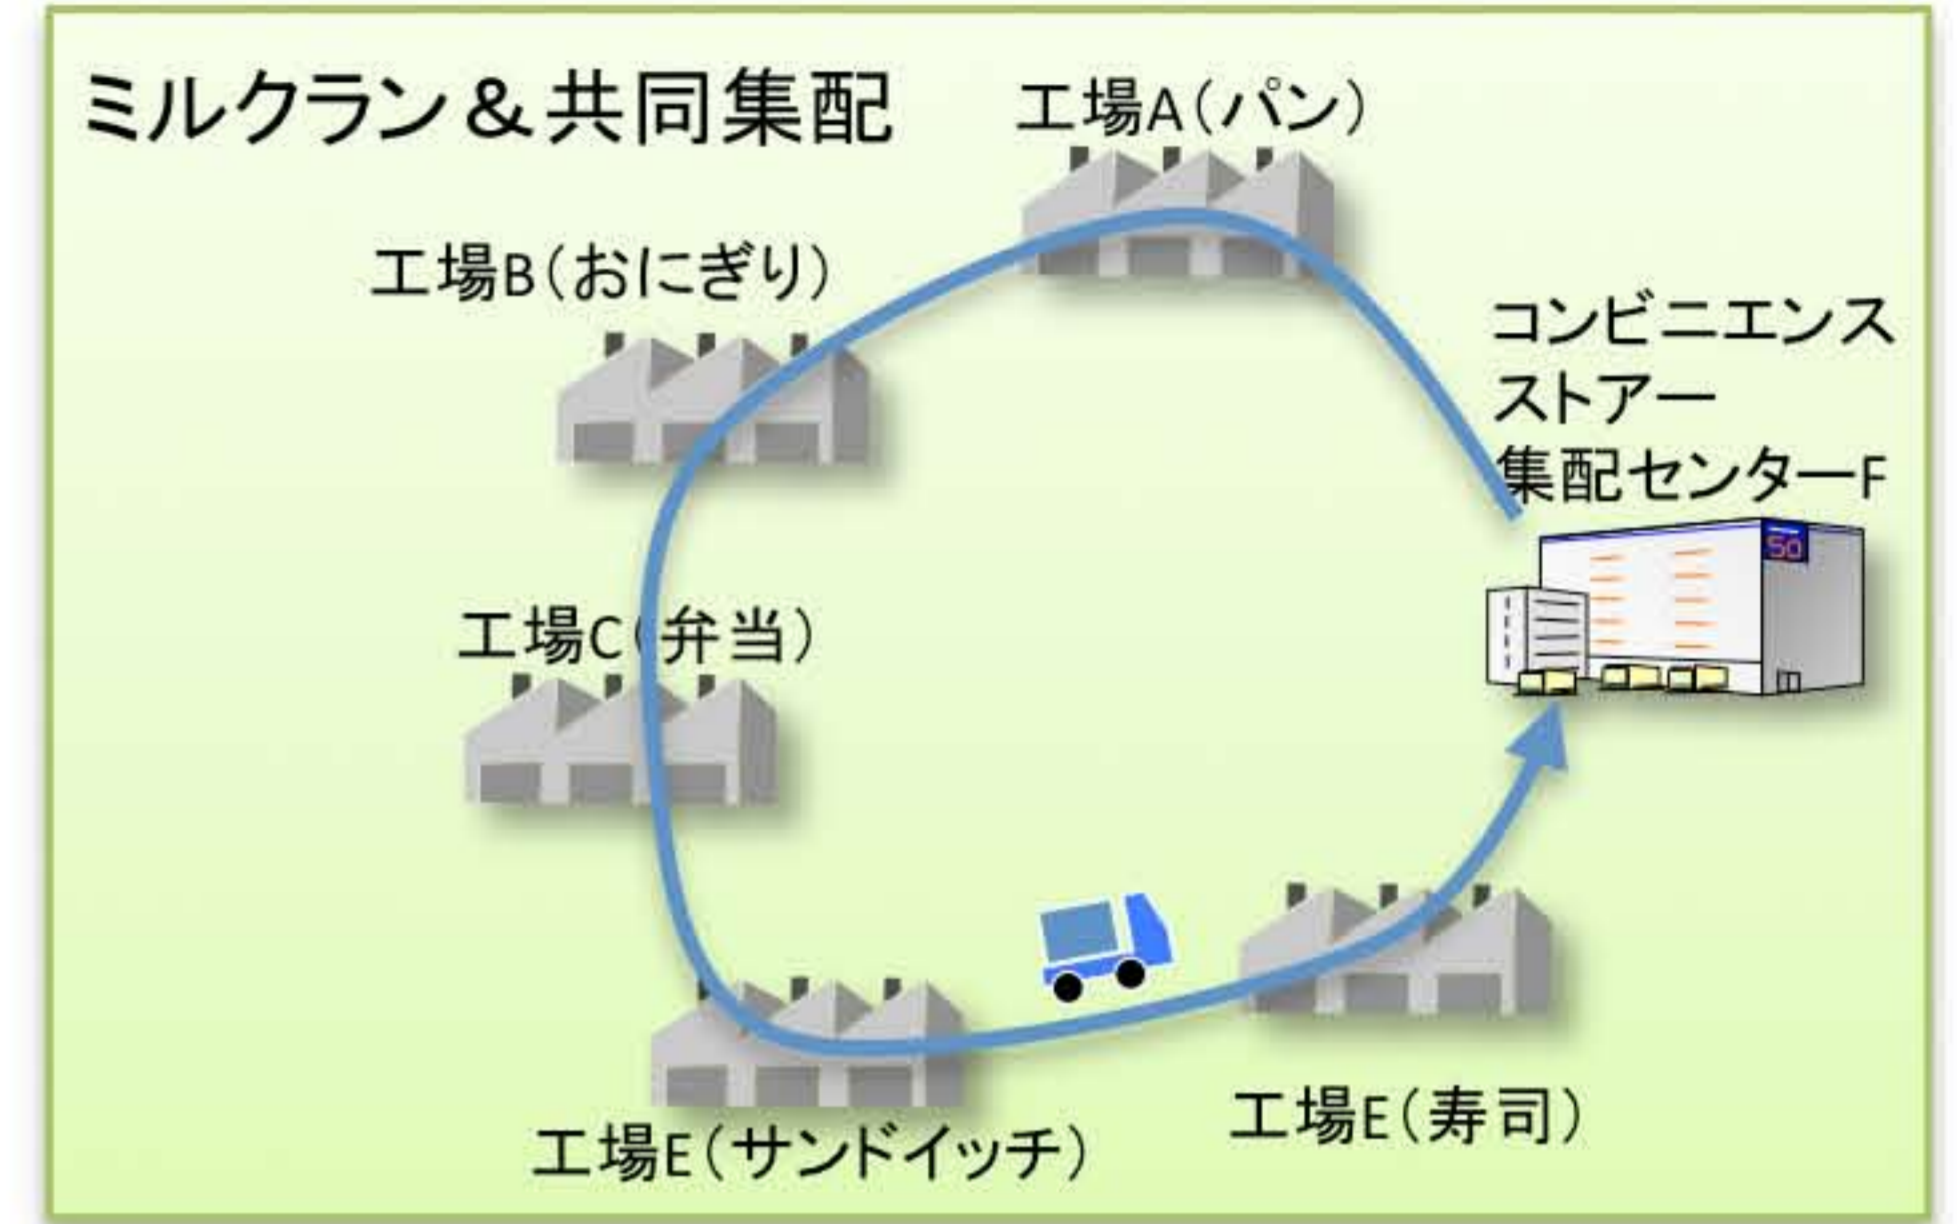 ミルクラン&共同集配
工場A(パン)
工場B(おにぎり)
コンビニエンス
ストアー
集配センターF
50
工場C(弁当)
工場E(サンドイッチ)
工場E(寿司)